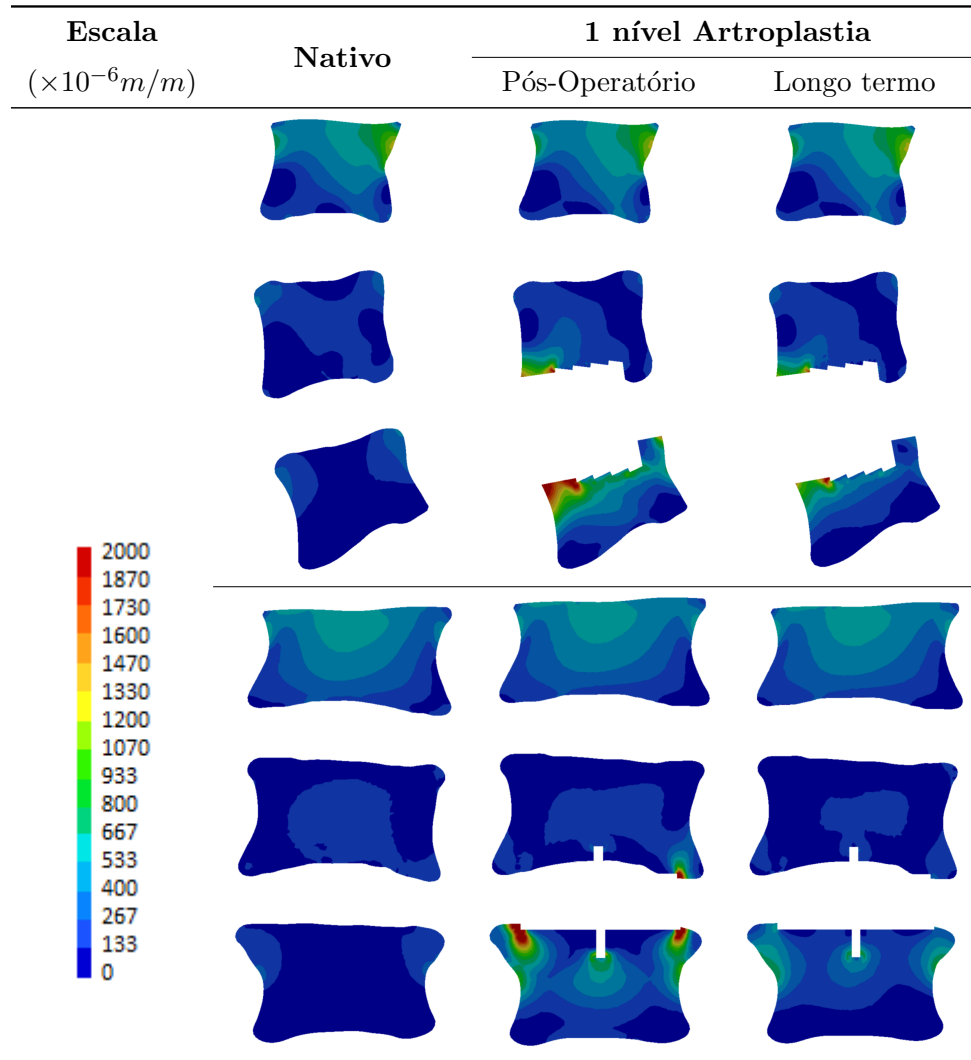 Escala
(×10⁻⁶m/m)
Nativo
1 nível Artroplastia
Pós-Operatório
Longo termo
2000
1870
1730
1600
1470
1330
1200
1070
933
800
667
533
400
267
133
0